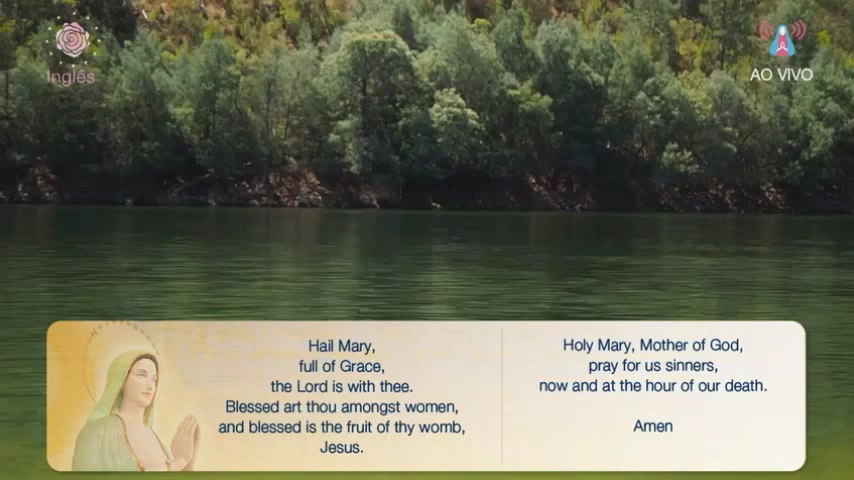 Inglês
AO VIVO
Hail Mary,
full of Grace,
the Lord is with thee.
Blessed art thou amongst women,
and blessed is the fruit of thy womb,
Jesus.
Holy Mary, Mother of God,
pray for us sinners,
now and at the hour of our death.
Amen